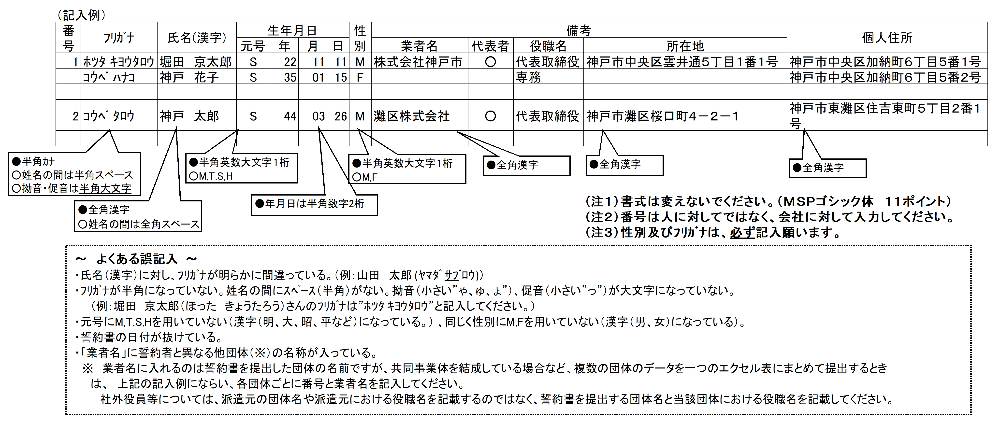 （記入例）
番号 ﾌﾘｶﾞﾅ 氏名（漢字） 生年月日 性別 備考 個人住所
元号 年 月 日 業者名 代表者 役職名 所在地
1 ﾎﾂﾀ ｷﾖｳﾀﾛｳ 堀田　京太郎 S 22 11 11 M 株式会社神戸市 ○ 代表取締役 神戸市中央区雲井通５丁目１番１号 神戸市中央区加納町６丁目５番１号
ｺｳﾍﾞ ﾊﾅｺ 神戸　花子 S 35 01 15 F 専務 神戸市中央区加納町６丁目５番２号
2 ｺｳﾍﾞ ﾀﾛｳ 神戸　太郎 S 44 03 26 M 灘区株式会社 ○ 代表取締役 神戸市灘区桜口町４－２－１ 神戸市東灘区住吉東町５丁目２番１号
●半角ｶﾅ
○姓名の間は半角スペース
○拗音・促音は半角大文字
●全角漢字
○姓名の間は全角スペース
●半角英数大文字１桁
○M,T,S,H
●年月日は半角数字2桁
●半角英数大文字１桁
○M,F
●全角漢字
●全角漢字
●全角漢字
（注１）書式は変えないでください。（ＭＳＰゴシック体　１１ポイント）
（注２）番号は人に対してではなく、会社に対して入力してください。
（注３）性別及びﾌﾘｶﾞﾅは、必ず記入願います。
～　よくある誤記入　～
・氏名（漢字）に対し、ﾌﾘｶﾞﾅが明らかに間違っている。（例：山田　太郎 (ﾔﾏﾀﾞ ｻﾌﾞﾛｳ)）
・ﾌﾘｶﾞﾅが半角になっていない。姓名の間にｽﾍﾟｰｽ（半角）がない。拗音（小さい”ゃ、ゅ、ょ”）、促音（小さい”っ”）が大文字になっていない。
（例：堀田　京太郎（ほった　きょうたろう）さんのﾌﾘｶﾞﾅは”ﾎﾂﾀ ｷﾖｳﾀﾛｳ”と記入してください。）
・元号にM,T,S,Hを用いていない（漢字（明、大、昭、平など）になっている。）、同じく性別にM,Fを用いていない（漢字（男、女）になっている）。
・誓約書の日付が抜けている。
・「業者名」に誓約者と異なる他団体（※）の名称が入っている。
※　業者名に入れるのは誓約書を提出した団体の名前ですが、共同事業体を結成している場合など、複数の団体のデータを一つのエクセル表にまとめて提出するとき
は、　上記の記入例にならい、各団体ごとに番号と業者名を記入してください。
社外役員等については、派遣元の団体名や派遣元における役職名を記載するのではなく、誓約書を提出する団体名と当該団体における役職名を記載してください。